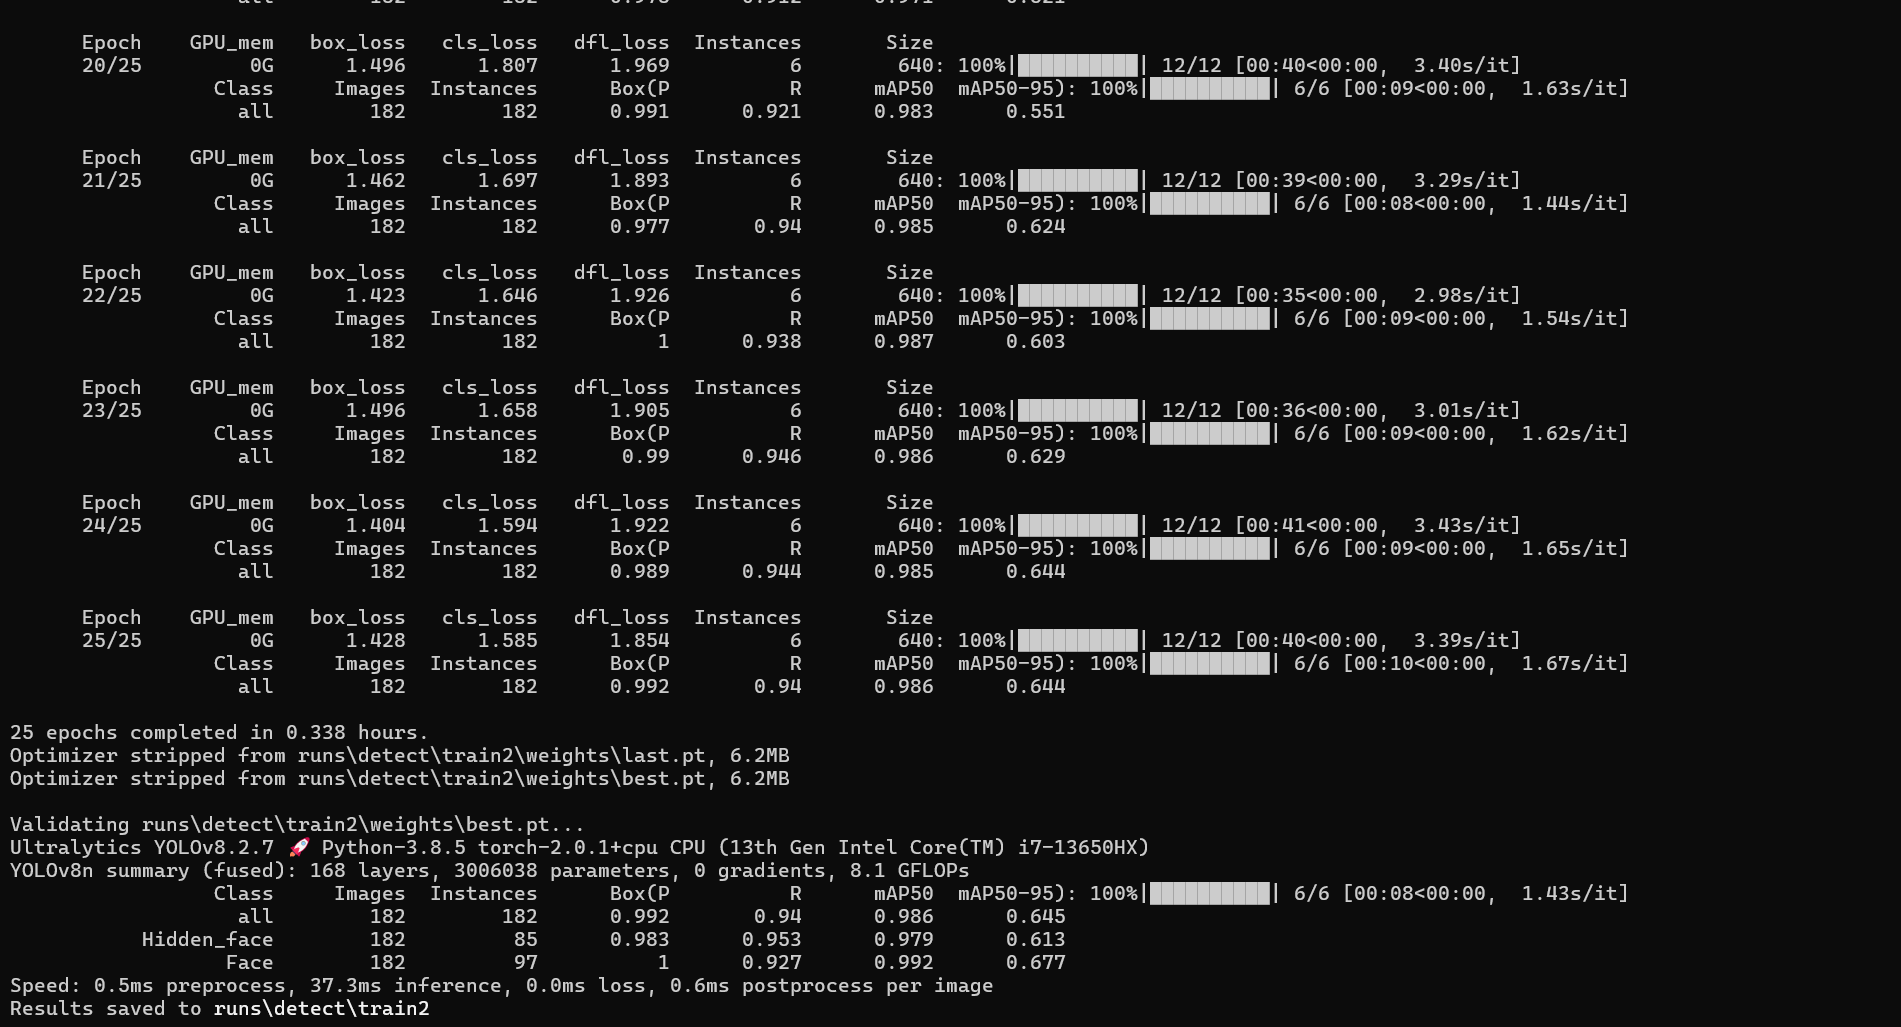 all 182 182 0.978 0.912 0.971 0.621
Epoch GPU_mem box_loss cls_loss dfl_loss Instances Size
20/25 0G 1.496 1.807 1.969 6 640: 100%|██████████| 12/12 [00:40<00:00, 3.40s/it]
Class Images Instances Box(P R mAP50 mAP50-95): 100%|██████████| 6/6 [00:09<00:00, 1.63s/it]
all 182 182 0.991 0.921 0.983 0.551
Epoch GPU_mem box_loss cls_loss dfl_loss Instances Size
21/25 0G 1.462 1.697 1.893 6 640: 100%|██████████| 12/12 [00:39<00:00, 3.29s/it]
Class Images Instances Box(P R mAP50 mAP50-95): 100%|██████████| 6/6 [00:08<00:00, 1.44s/it]
all 182 182 0.977 0.94 0.985 0.624
Epoch GPU_mem box_loss cls_loss dfl_loss Instances Size
22/25 0G 1.423 1.646 1.926 6 640: 100%|██████████| 12/12 [00:35<00:00, 2.98s/it]
Class Images Instances Box(P R mAP50 mAP50-95): 100%|██████████| 6/6 [00:09<00:00, 1.54s/it]
all 182 182 1 0.938 0.987 0.603
Epoch GPU_mem box_loss cls_loss dfl_loss Instances Size
23/25 0G 1.496 1.658 1.905 6 640: 100%|██████████| 12/12 [00:36<00:00, 3.01s/it]
Class Images Instances Box(P R mAP50 mAP50-95): 100%|██████████| 6/6 [00:09<00:00, 1.62s/it]
all 182 182 0.99 0.946 0.986 0.629
Epoch GPU_mem box_loss cls_loss dfl_loss Instances Size
24/25 0G 1.404 1.594 1.922 6 640: 100%|██████████| 12/12 [00:41<00:00, 3.43s/it]
Class Images Instances Box(P R mAP50 mAP50-95): 100%|██████████| 6/6 [00:09<00:00, 1.65s/it]
all 182 182 0.989 0.944 0.985 0.644
Epoch GPU_mem box_loss cls_loss dfl_loss Instances Size
25/25 0G 1.428 1.585 1.854 6 640: 100%|██████████| 12/12 [00:40<00:00, 3.39s/it]
Class Images Instances Box(P R mAP50 mAP50-95): 100%|██████████| 6/6 [00:10<00:00, 1.67s/it]
all 182 182 0.992 0.94 0.986 0.644
25 epochs completed in 0.338 hours.
Optimizer stripped from runs\detect\train2\weights\last.pt, 6.2MB
Optimizer stripped from runs\detect\train2\weights\best.pt, 6.2MB
Validating runs\detect\train2\weights\best.pt...
Ultralytics YOLOv8.2.7 🚀 Python-3.8.5 torch-2.0.1+cpu CPU (13th Gen Intel Core(TM) i7-13650HX)
YOLOv8n summary (fused): 168 layers, 3006038 parameters, 0 gradients, 8.1 GFLOPs
Class Images Instances Box(P R mAP50 mAP50-95): 100%|██████████| 6/6 [00:08<00:00, 1.43s/it]
all 182 182 0.992 0.94 0.986 0.645
Hidden_face 182 85 0.983 0.953 0.979 0.613
Face 182 97 1 0.927 0.992 0.677
Speed: 0.5ms preprocess, 37.3ms inference, 0.0ms loss, 0.6ms postprocess per image
Results saved to runs\detect\train2